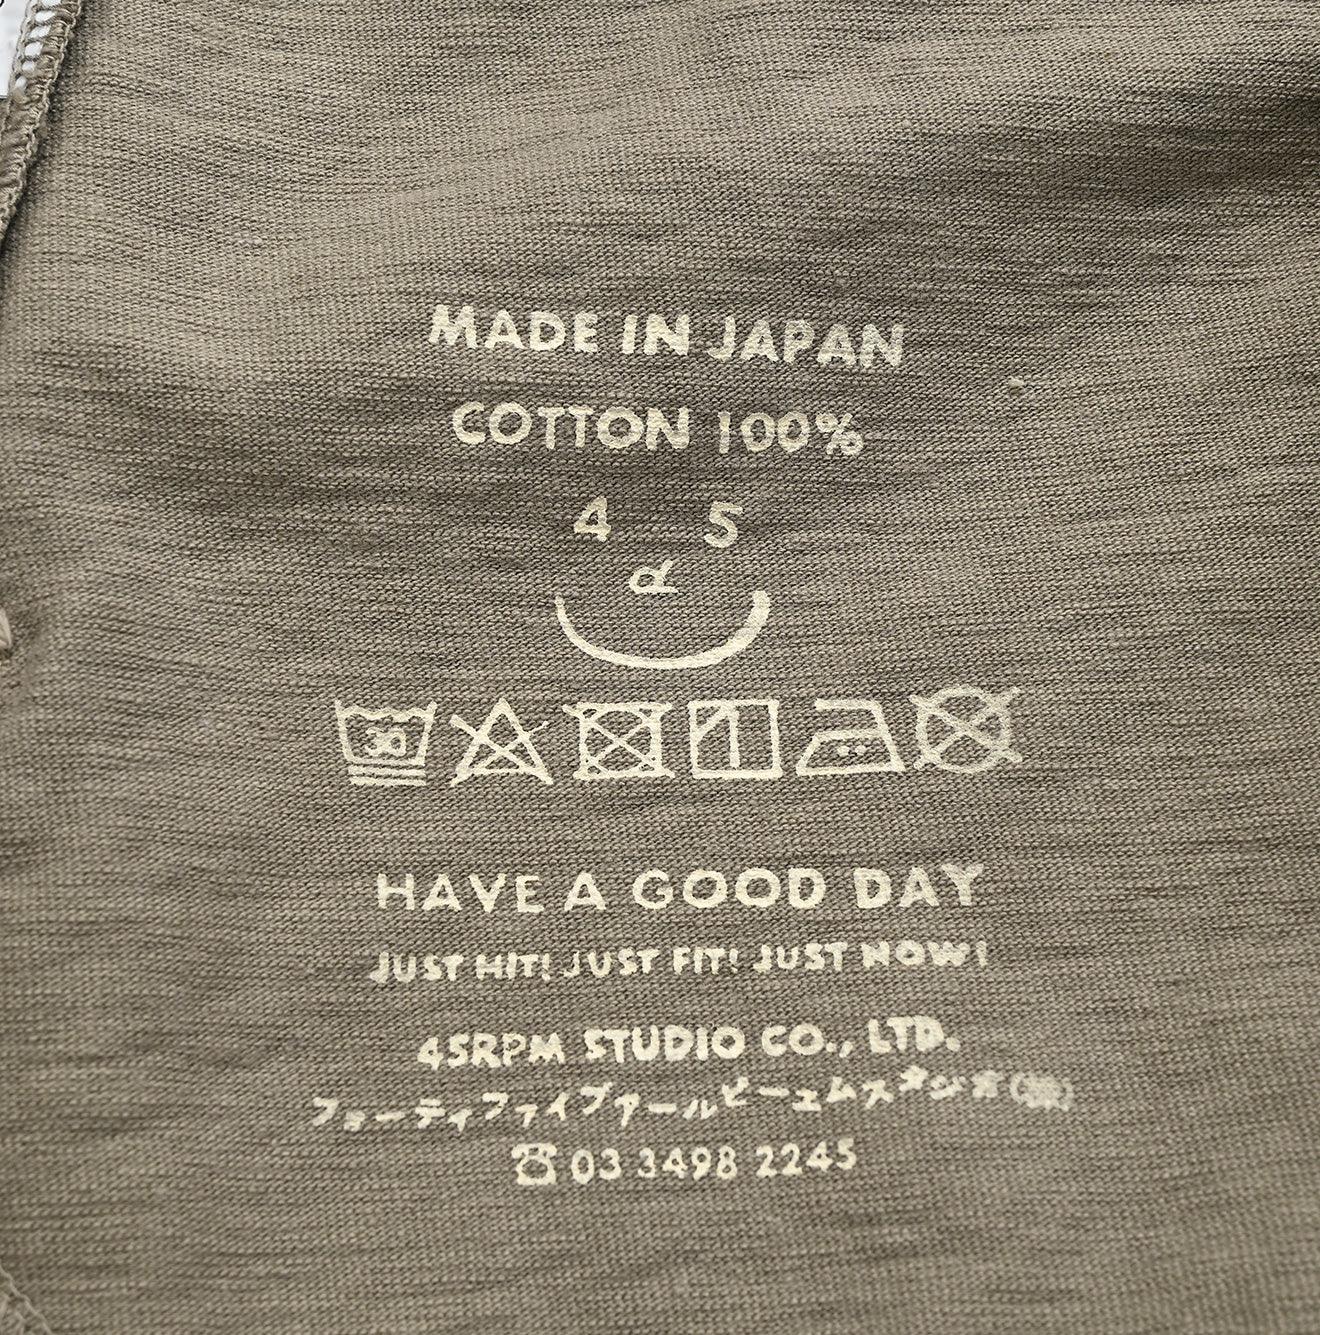 MADE IN JAPAN
COTTON 100%
4 5
R
30
HAVE A GOOD DAY
JUST HIT! JUST FIT! JUST NOW!
45RPM STUDIO CO., LTD.
フォーティファイブアールピーエムスタジオ(株)
☎03 3498 2245